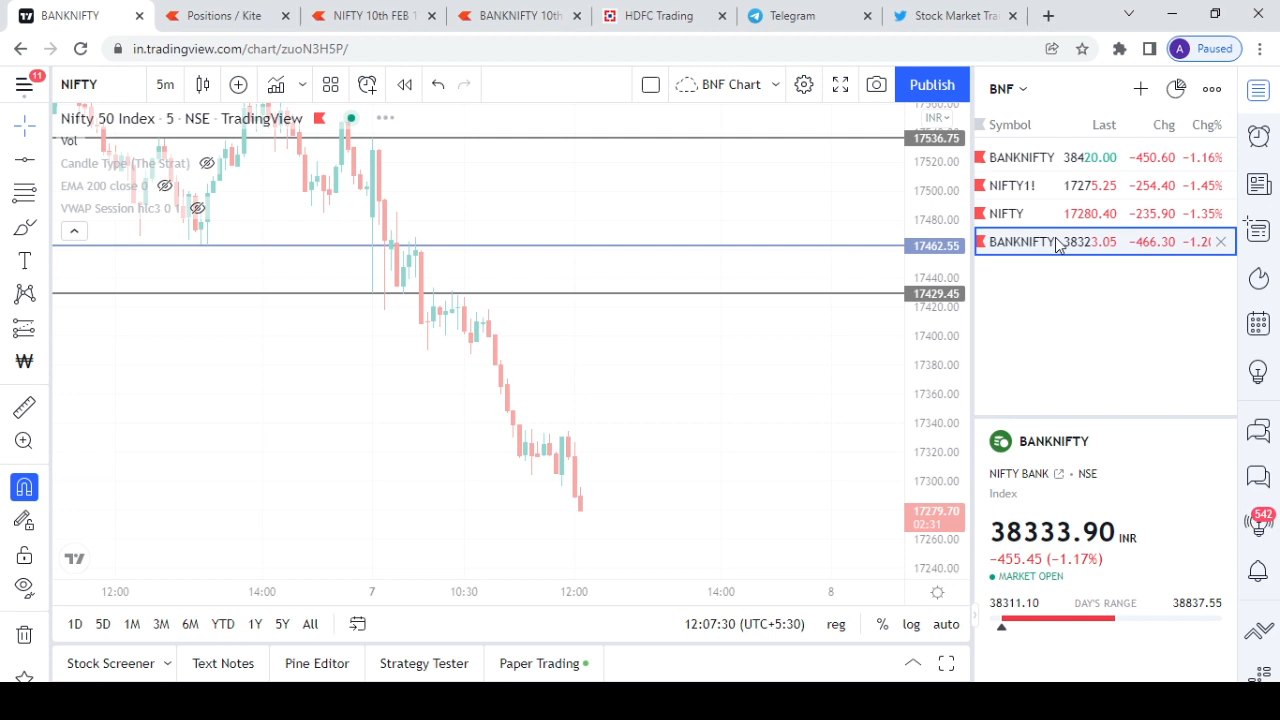 BANKNIFTY
Positions / Kite
NIFTY 10th FEB 1
BANKNIFTY 10th
HDFC Trading
Telegram
Stock Market Tra
in.tradingview.com/chart/zuoN3H5P/
A Paused
11
NIFTY
5m
BNF Chart
Publish
BNF
Nifty 50 Index · 5 · NSE · TradingView
Vol
Candle Type (The Strat)
EMA 200 close 0
VWAP Session hlc3 0 1
INR
17536.75
17520.00
17500.00
17480.00
17462.55
17440.00
17429.45
17420.00
17400.00
17380.00
17360.00
17340.00
17320.00
17300.00
17279.70
02:31
17260.00
17240.00
12:00 14:00 7 10:30 12:00 14:00 8
1D 5D 1M 3M 6M YTD 1Y 5Y All
12:07:30 (UTC+5:30) reg % log auto
Stock Screener Text Notes Pine Editor Strategy Tester Paper Trading
Symbol Last Chg Chg%
BANKNIFTY 38420.00 −450.60 −1.16%
NIFTY1! 17275.25 −254.40 −1.45%
NIFTY 17280.40 −235.90 −1.35%
BANKNIFTY 38323.05 −466.30
BANKNIFTY
NIFTY BANK • NSE
Index
38333.90 INR
−455.45 (−1.17%)
MARKET OPEN
38311.10 DAY'S RANGE 38837.55
542